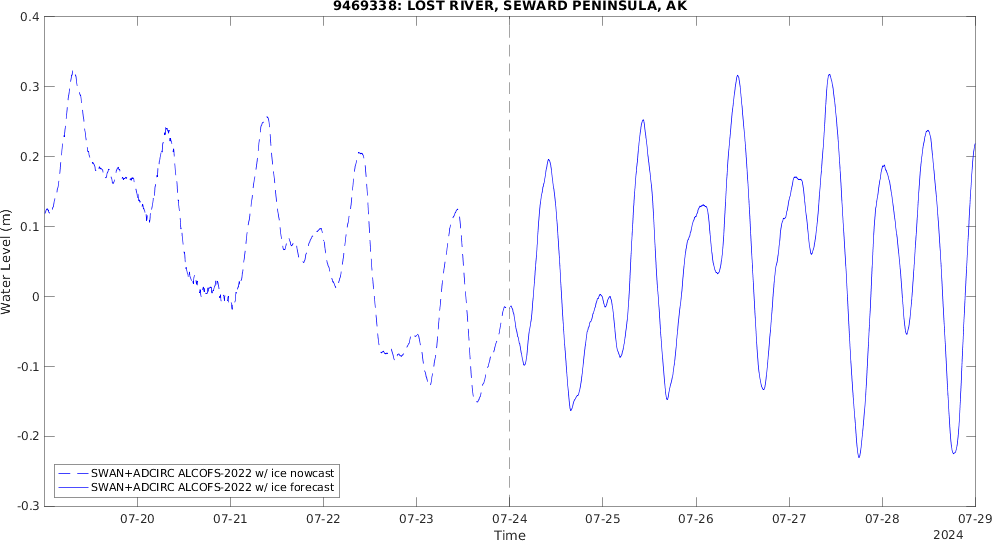 9469338: LOST RIVER, SEWARD PENINSULA, AK
0.4
0.3
0.2
0.1
0
-0.1
-0.2
-0.3
Water Level (m)
SWAN+ADCIRC ALCOFS-2022 w/ ice nowcast
SWAN+ADCIRC ALCOFS-2022 w/ ice forecast
07-20 07-21 07-22 07-23 07-24 07-25 07-26 07-27 07-28 07-29
Time
2024